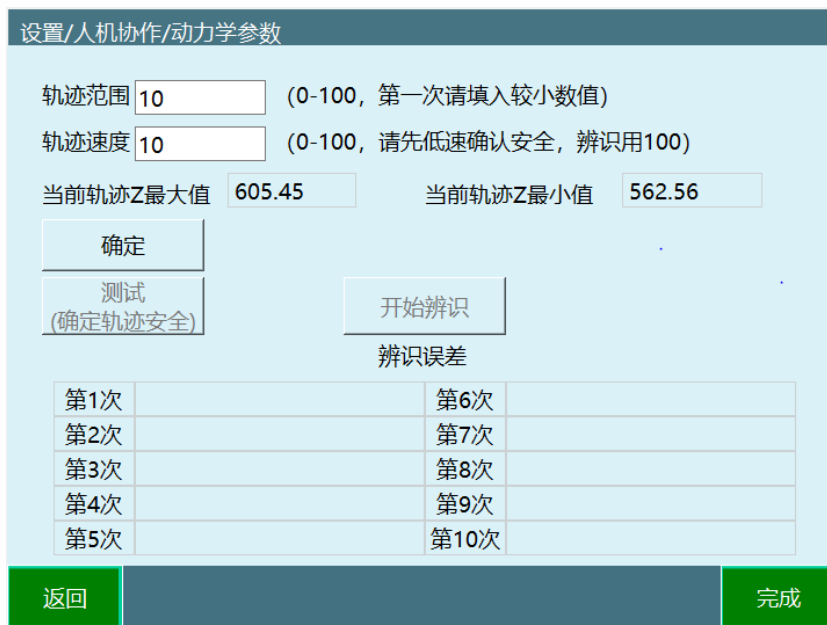 设置/人机协作/动力学参数
轨迹范围 10 (0-100，第一次请填入较小数值)
轨迹速度 10 (0-100，请先低速确认安全，辨识用100)
当前轨迹Z最大值 605.45 当前轨迹Z最小值 562.56
确定
测试
(确定轨迹安全) 开始辨识
辨识误差
第1次 第6次
第2次 第7次
第3次 第8次
第4次 第9次
第5次 第10次
返回 完成